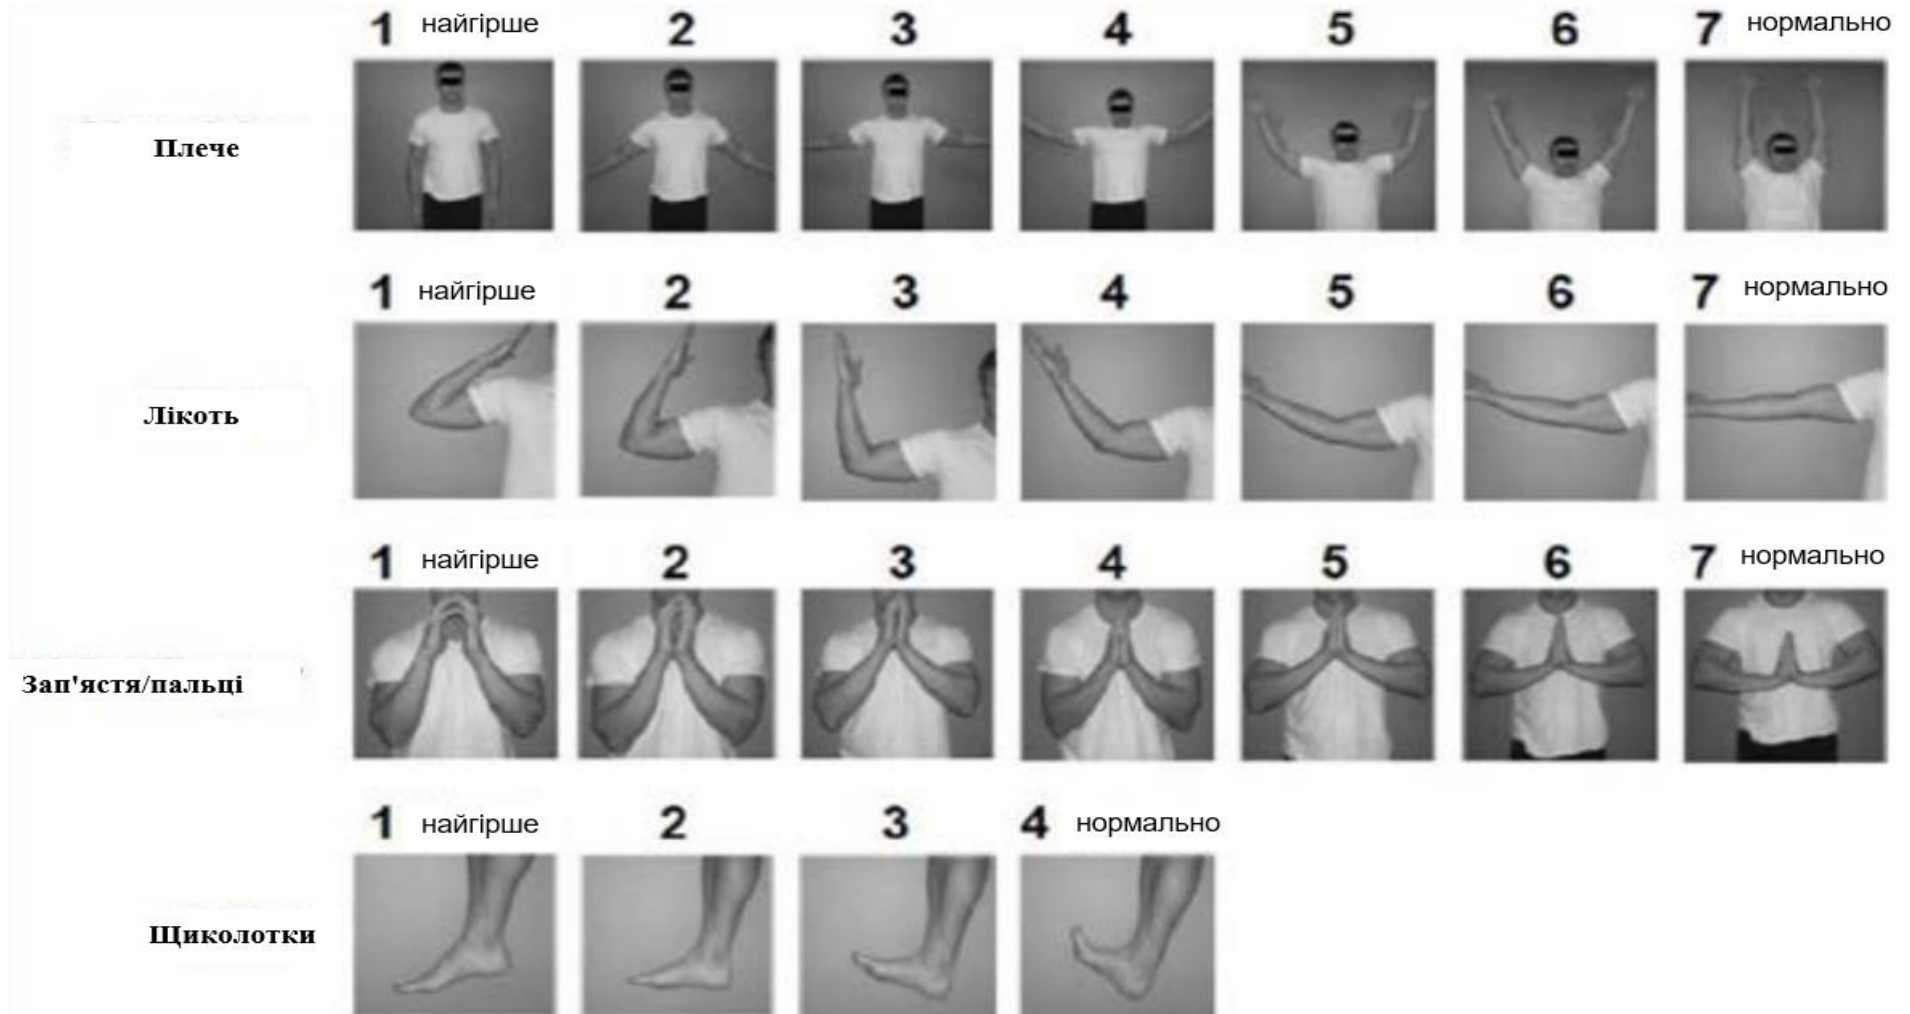 1 найгірше 2 3 4 5 6 7 нормально
Плече
1 найгірше 2 3 4 5 6 7 нормально
Лікоть
1 найгірше 2 3 4 5 6 7 нормально
Зап'ястя/пальці
1 найгірше 2 3 4 нормально
Щиколотки